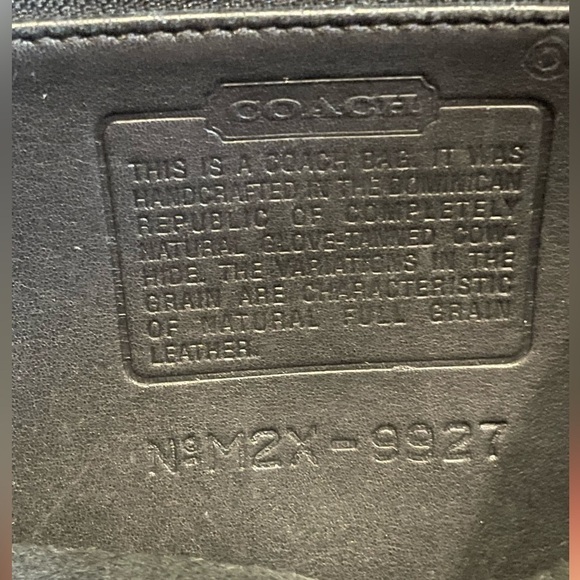 COACH
THIS IS A COACH BAG. IT WAS
HANDCRAFTED IN THE DOMINICAN
REPUBLIC OF COMPLETELY
NATURAL GLOVE-TANNED COW-
HIDE. THE VARIATIONS IN THE
GRAIN ARE CHARACTERISTIC
OF NATURAL FULL GRAIN
LEATHER.
No M2X-9927